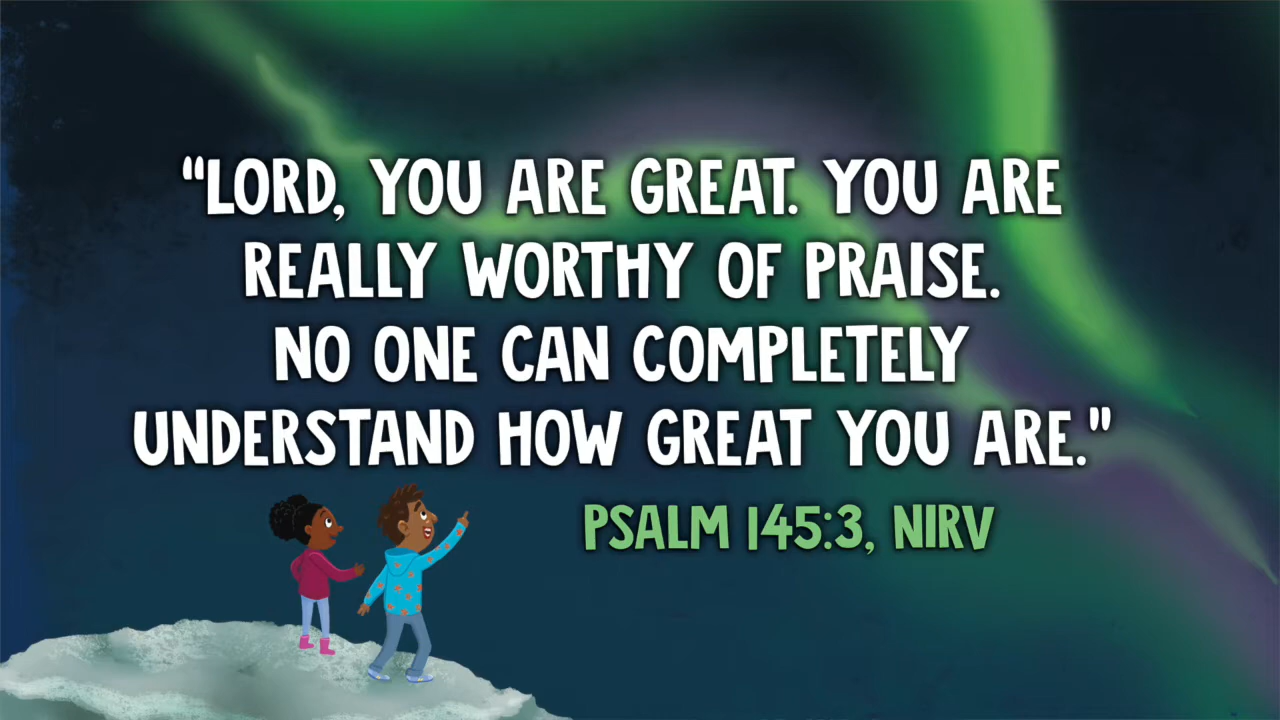 “LORD, YOU ARE GREAT. YOU ARE
REALLY WORTHY OF PRAISE.
NO ONE CAN COMPLETELY
UNDERSTAND HOW GREAT YOU ARE.”
PSALM 145:3, NIRV